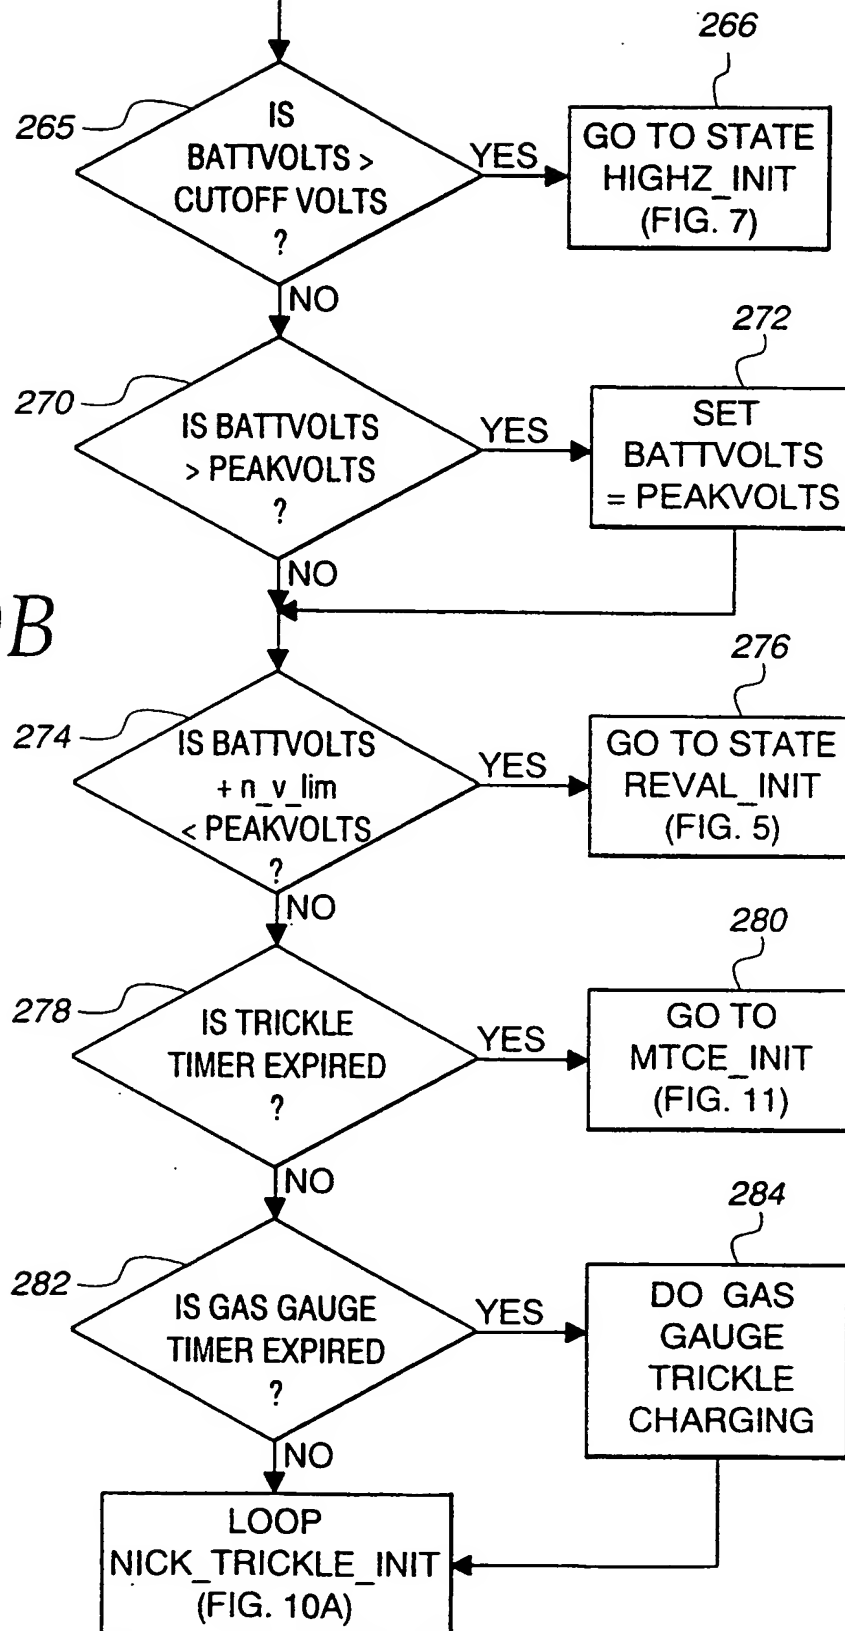 266
265
IS
BATTVOLTS >
CUTOFF VOLTS
?
YES
GO TO STATE
HIGHZ_INIT
(FIG. 7)
NO
272
270
IS BATTVOLTS
> PEAKVOLTS
?
YES
SET
BATTVOLTS
= PEAKVOLTS
NO
B
276
274
IS BATTVOLTS
+ n_v_lim
< PEAKVOLTS
?
YES
GO TO STATE
REVAL_INIT
(FIG. 5)
NO
280
278
IS TRICKLE
TIMER EXPIRED
?
YES
GO TO
MTCE_INIT
(FIG. 11)
NO
284
282
IS GAS GAUGE
TIMER EXPIRED
?
YES
DO GAS
GAUGE
TRICKLE
CHARGING
NO
LOOP
NICK_TRICKLE_INIT
(FIG. 10A)